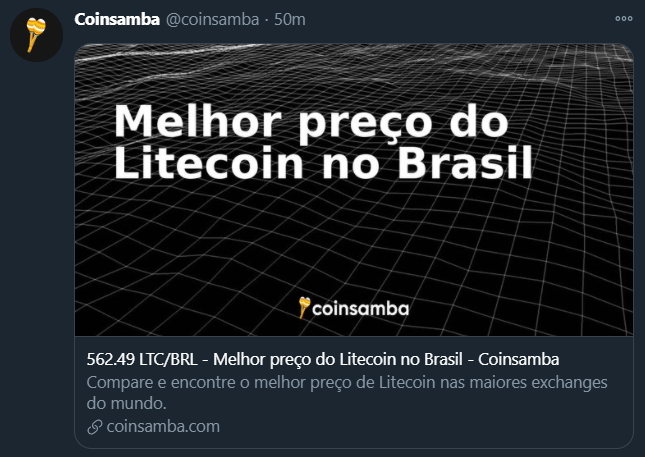 Coinsamba @coinsamba · 50m
Melhor preço do
Litecoin no Brasil
coinsamba
562.49 LTC/BRL - Melhor preço do Litecoin no Brasil - Coinsamba
Compare e encontre o melhor preço de Litecoin nas maiores exchanges
do mundo.
coinsamba.com